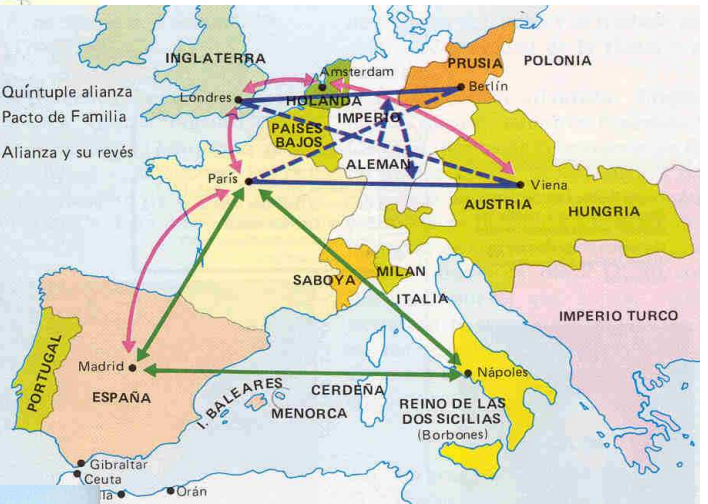 INGLATERRA
Amsterdam
PRUSIA
POLONIA
Quíntuple alianza
Londres
HOLANDA
Berlín
Pacto de Familia
IMPERIO
PAISES
BAJOS
Alianza y su revés
ALEMAN
París
Viena
AUSTRIA
HUNGRIA
SABOYA
MILAN
ITALIA
IMPERIO TURCO
PORTUGAL
Madrid
ESPAÑA
I. BALEARES
MENORCA
CERDEÑA
Nápoles
REINO DE LAS
DOS SICILIAS
(Borbones)
Gibraltar
Ceuta
Orán